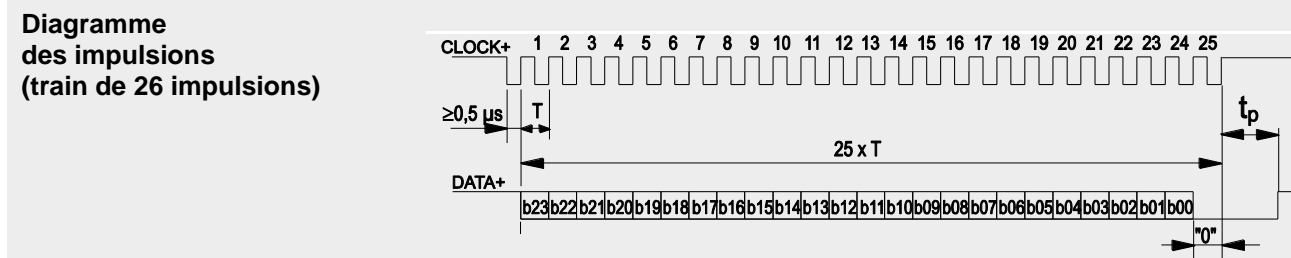 Diagramme
des impulsions
(train de 26 impulsions)
CLOCK+ 1 2 3 4 5 6 7 8 9 10 11 12 13 14 15 16 17 18 19 20 21 22 23 24 25
≥0,5 µs T tp
25 x T
DATA+
b23 b22 b21 b20 b19 b18 b17 b16 b15 b14 b13 b12 b11 b10 b09 b08 b07 b06 b05 b04 b03 b02 b01 b00
"0"